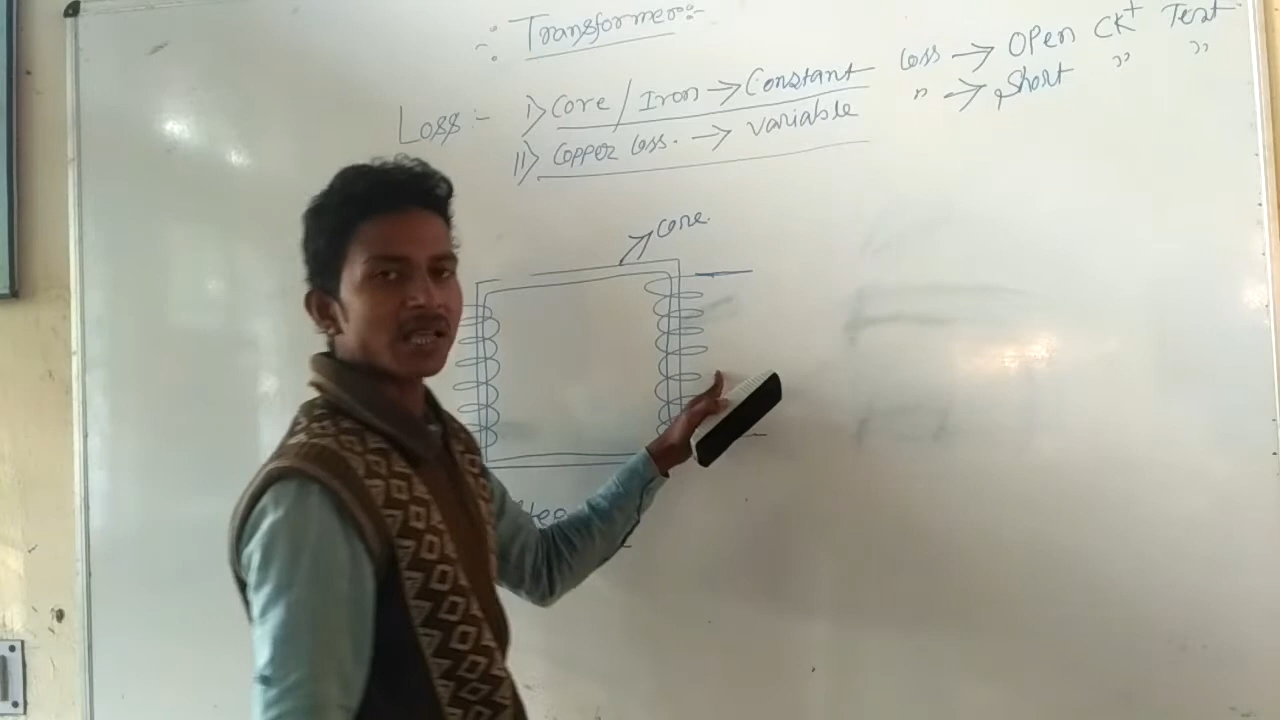 ∴ Transformer:-
Loss:- i) Core / Iron → Constant Loss → Open Ckt Test
ii) Copper Loss. → Variable " → Short " "
Core.